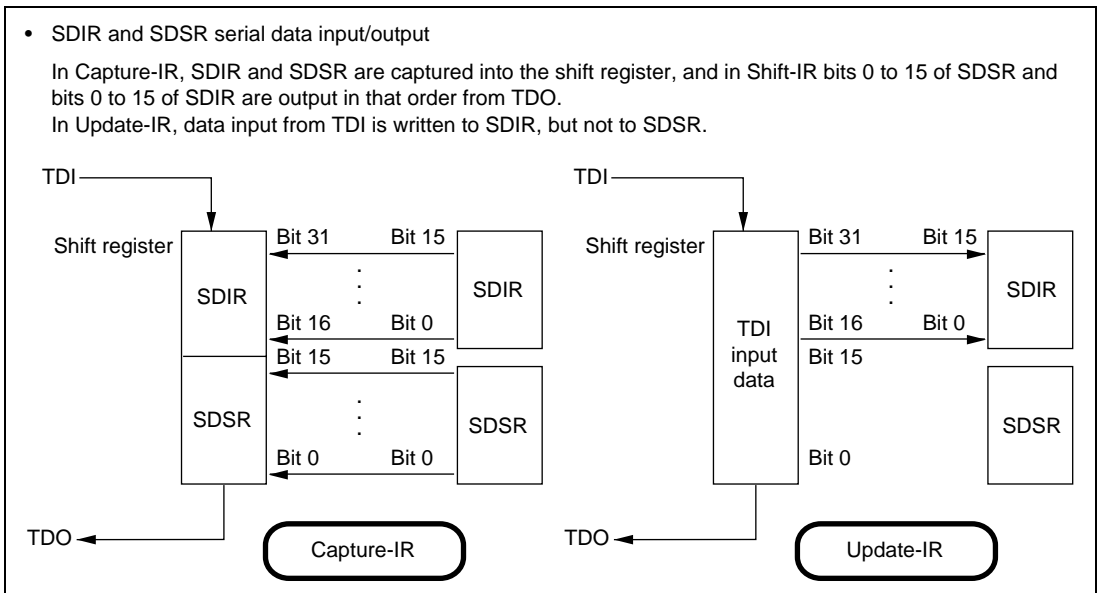 • SDIR and SDSR serial data input/output
In Capture-IR, SDIR and SDSR are captured into the shift register, and in Shift-IR bits 0 to 15 of SDSR and
bits 0 to 15 of SDIR are output in that order from TDO.
In Update-IR, data input from TDI is written to SDIR, but not to SDSR.
TDI
Shift register
Bit 31 Bit 15
SDIR
SDIR
Bit 16 Bit 0
Bit 15 Bit 15
SDSR
SDSR
Bit 0 Bit 0
TDO
Capture-IR
TDI
Shift register
Bit 31 Bit 15
SDIR
TDI
input
data
Bit 16 Bit 0
Bit 15
SDSR
Bit 0
TDO
Update-IR